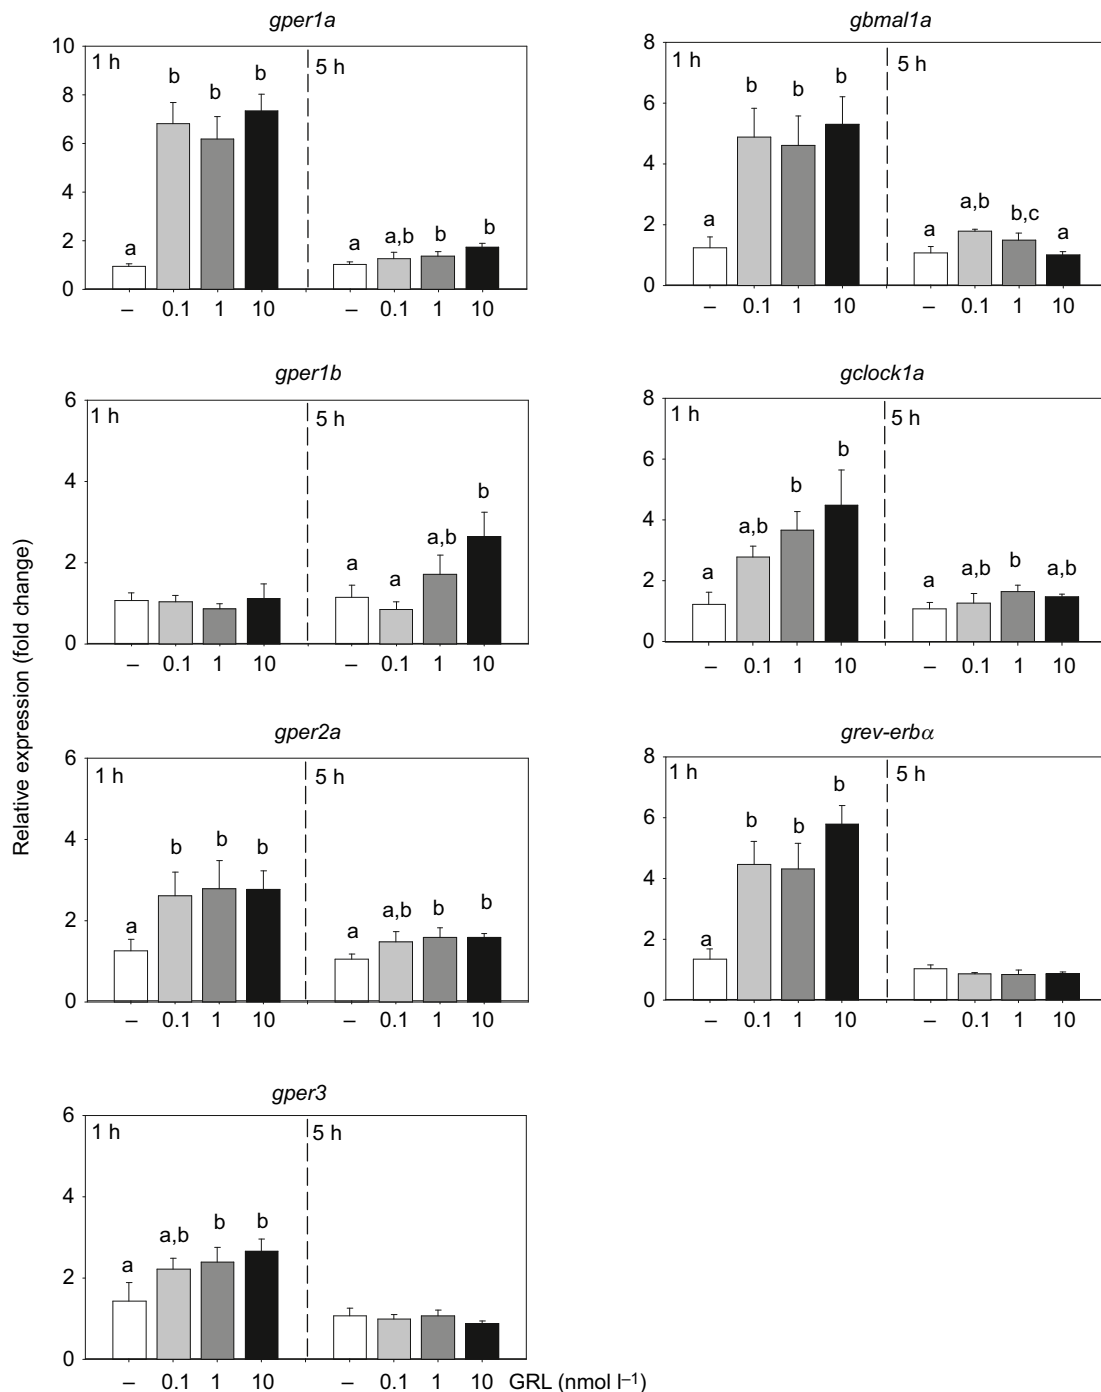 gper1a
10
8
6
4
2
0
1 h
5 h
a
b
b
b
a
a,b
b
b
– 0.1 1 10 – 0.1 1 10
gbmal1a
8
6
4
2
0
1 h
5 h
a
b
b
b
a
a,b
b,c
a
– 0.1 1 10 – 0.1 1 10
gper1b
6
4
2
0
1 h
5 h
a
a
a,b
b
– 0.1 1 10 – 0.1 1 10
gclock1a
8
6
4
2
0
1 h
5 h
a
a,b
b
b
a
a,b
b
a,b
– 0.1 1 10 – 0.1 1 10
Relative expression (fold change)
gper2a
6
4
2
0
1 h
5 h
a
b
b
b
a
a,b
b
b
– 0.1 1 10 – 0.1 1 10
grev-erbα
8
6
4
2
0
1 h
5 h
a
b
b
b
– 0.1 1 10 – 0.1 1 10
gper3
6
4
2
0
1 h
5 h
a
a,b
b
b
– 0.1 1 10 – 0.1 1 10 GRL (nmol l⁻¹)